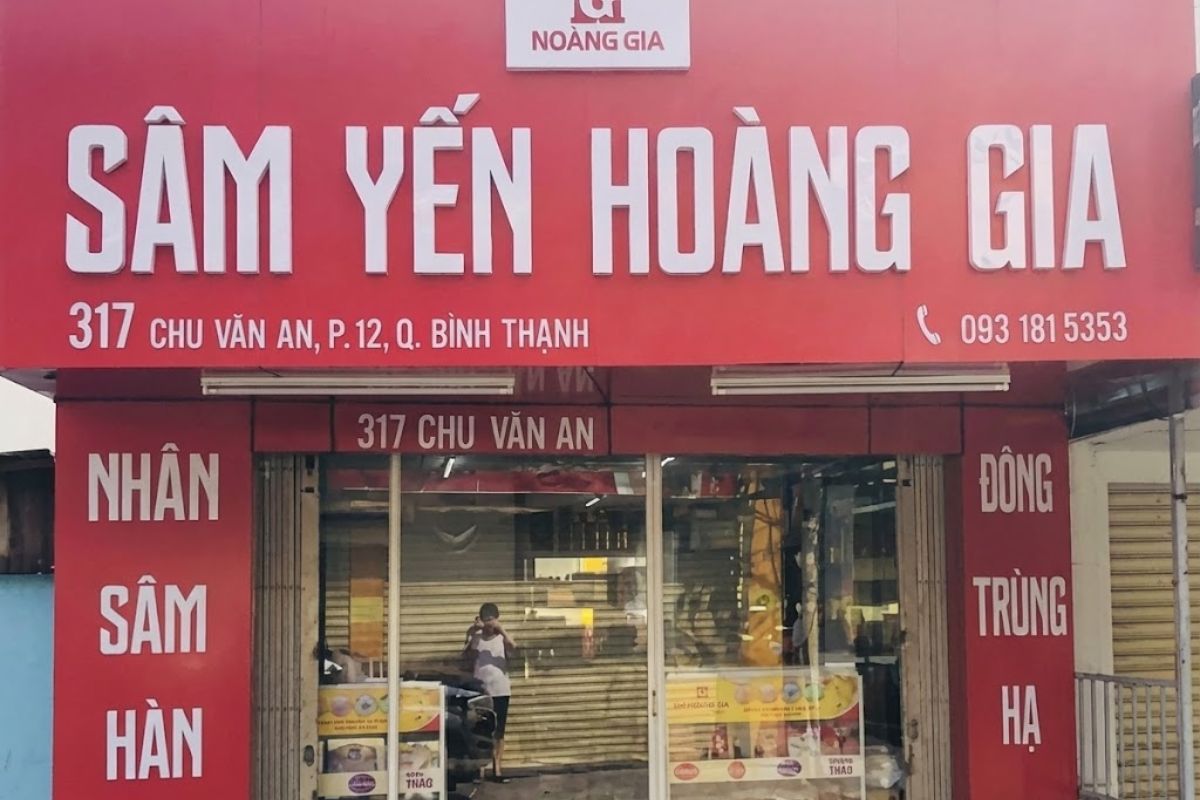 NOÀNG GIA
SÂM YẾN HOÀNG GIA
317 CHU VĂN AN, P. 12, Q. BÌNH THẠNH
093 181 5353
317 CHU VĂN AN
NHÂN
SÂM
HÀN
ĐÔNG
TRÙNG
HẠ
THAO